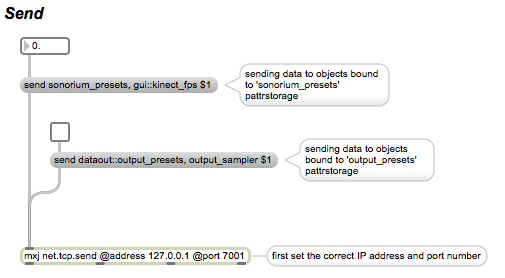 Send
0.
send sonorium_presets, gui::kinect_fps $1
sending data to objects bound
to 'sonorium_presets'
pattrstorage
send dataout::output_presets, output_sampler $1
sending data to objects
bound to 'output_presets'
pattrstorage
mxj net.tcp.send @address 127.0.0.1 @port 7001
first set the correct IP address and port number